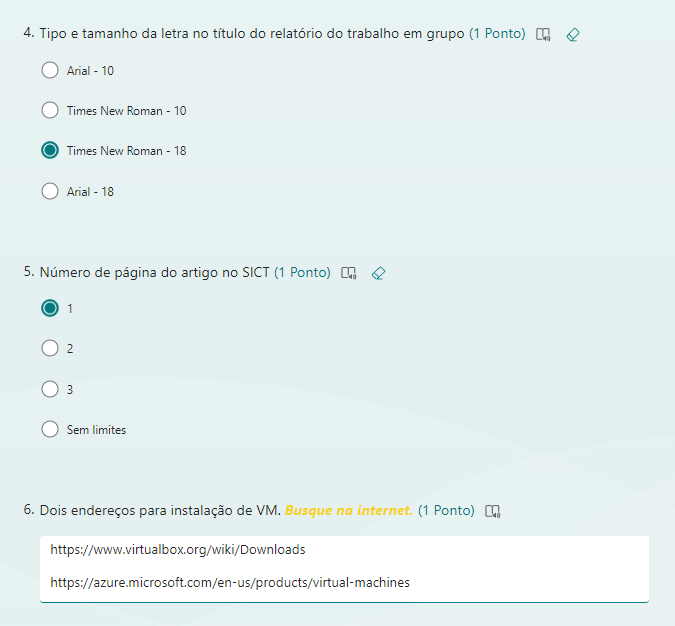 4. Tipo e tamanho da letra no título do relatório do trabalho em grupo (1 Ponto)
Arial - 10
Times New Roman - 10
Times New Roman - 18
Arial - 18
5. Número de página do artigo no SICT (1 Ponto)
1
2
3
Sem limites
6. Dois endereços para instalação de VM. Busque na internet. (1 Ponto)
https://www.virtualbox.org/wiki/Downloads
https://azure.microsoft.com/en-us/products/virtual-machines